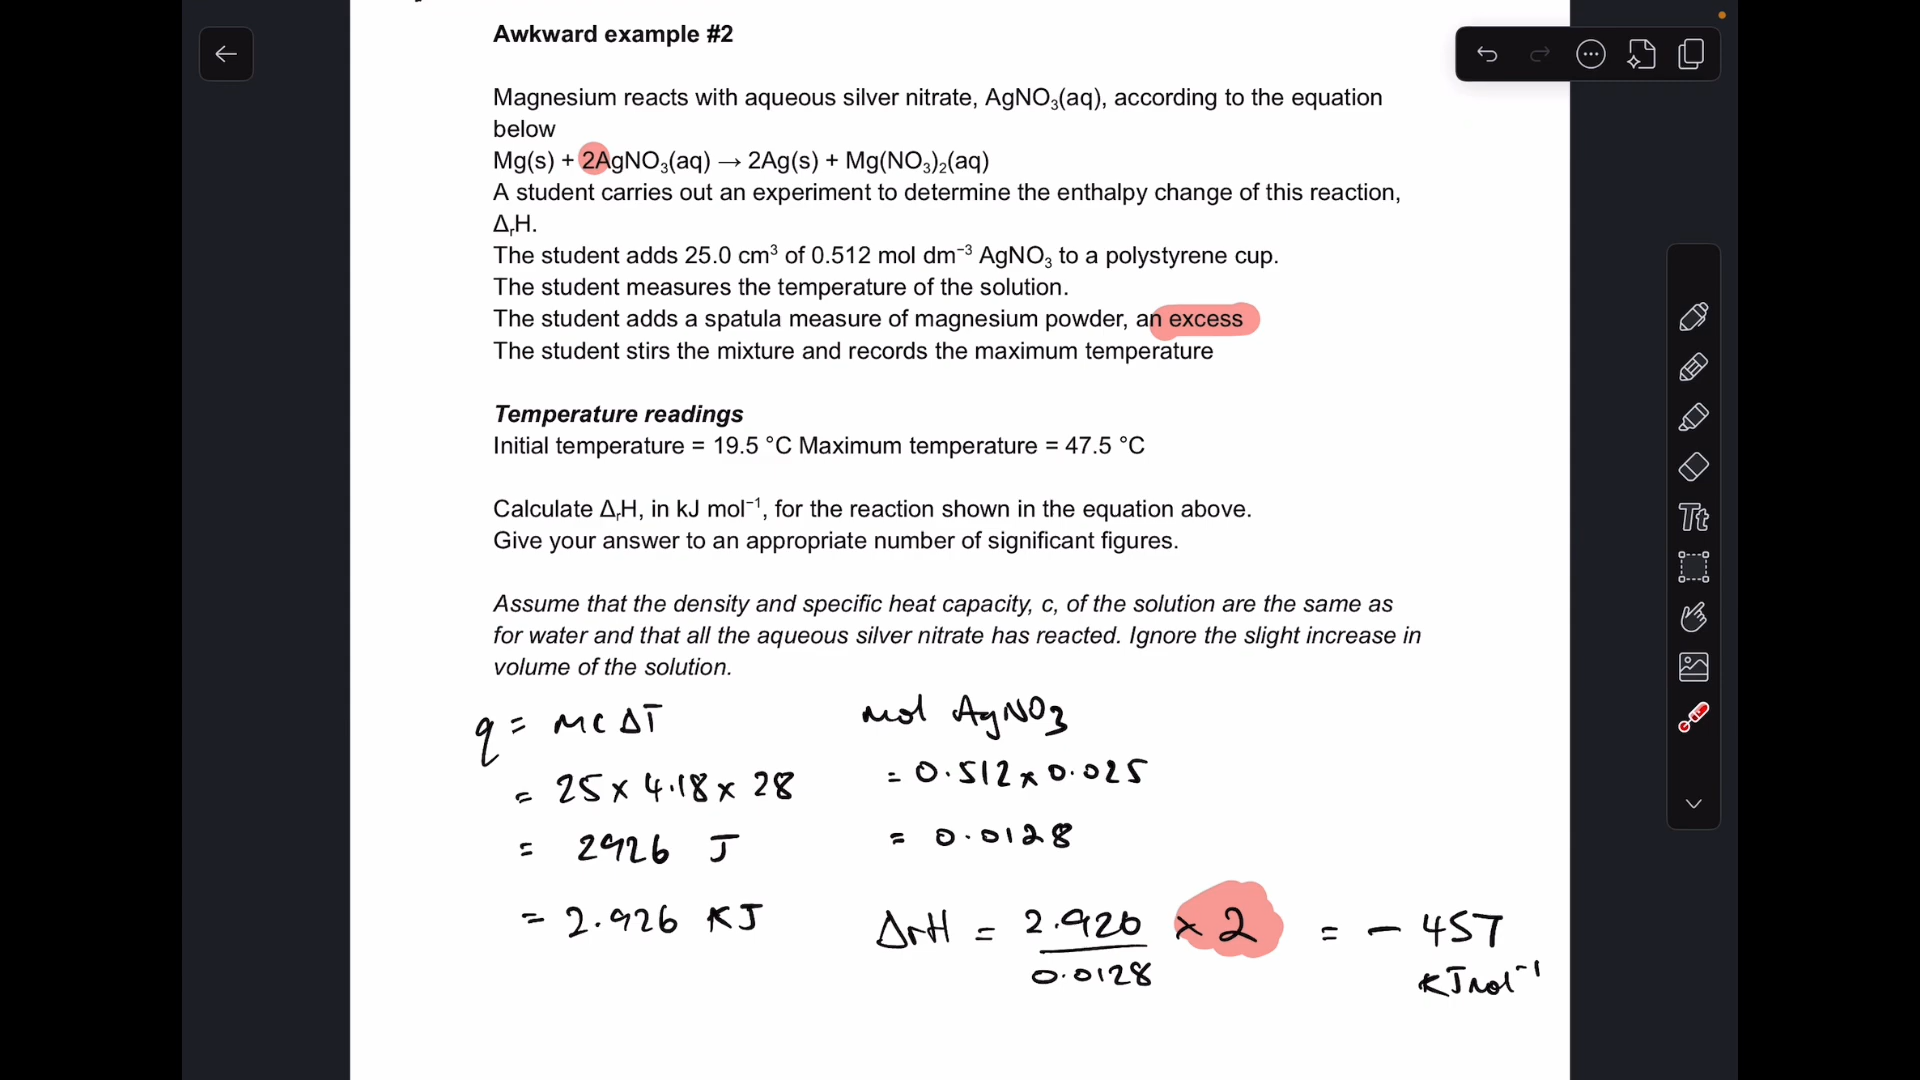 Awkward example #2
Magnesium reacts with aqueous silver nitrate, AgNO₃(aq), according to the equation
below
Mg(s) + 2AgNO₃(aq) → 2Ag(s) + Mg(NO₃)₂(aq)
A student carries out an experiment to determine the enthalpy change of this reaction,
ΔᵣH.
The student adds 25.0 cm³ of 0.512 mol dm⁻³ AgNO₃ to a polystyrene cup.
The student measures the temperature of the solution.
The student adds a spatula measure of magnesium powder, an excess
The student stirs the mixture and records the maximum temperature
Temperature readings
Initial temperature = 19.5 °C Maximum temperature = 47.5 °C
Calculate ΔᵣH, in kJ mol⁻¹, for the reaction shown in the equation above.
Give your answer to an appropriate number of significant figures.
Assume that the density and specific heat capacity, c, of the solution are the same as
for water and that all the aqueous silver nitrate has reacted. Ignore the slight increase in
volume of the solution.
q = mcΔT
= 25 x 4.18 x 28
= 2926 J
= 2.926 KJ
mol AgNO₃
= 0.512 x 0.025
= 0.0128
ΔrH = 2.926 / 0.0128 x 2 = - 457
KJmol⁻¹
Tt